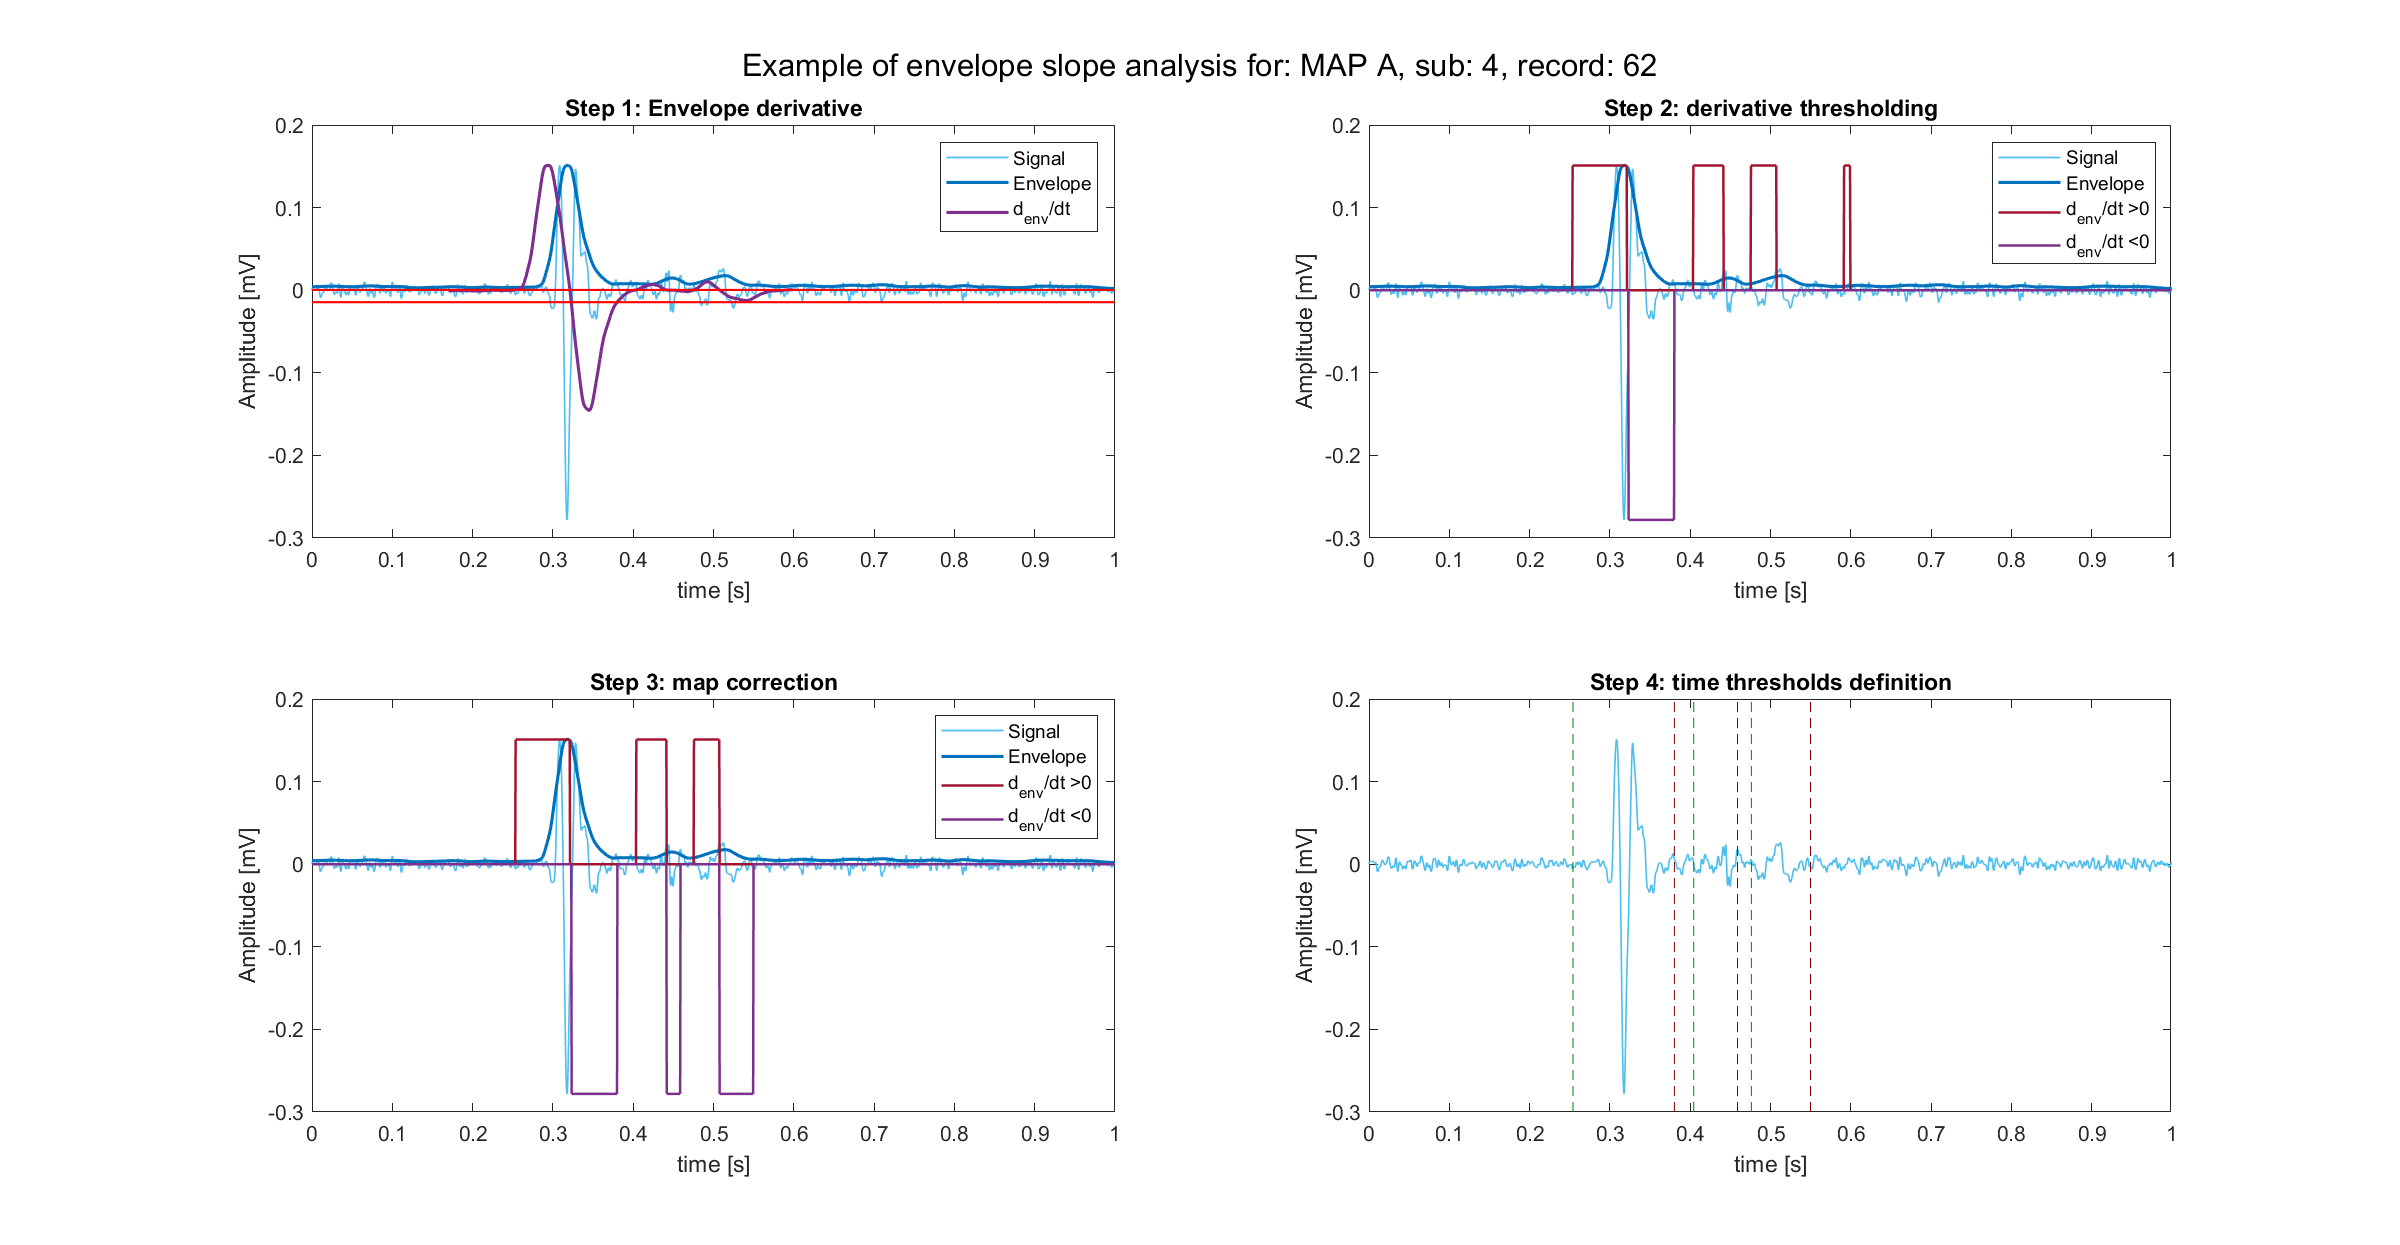 Example of envelope slope analysis for: MAP A, sub: 4, record: 62
Step 1: Envelope derivative
0.2
0.1
0
-0.1
-0.2
-0.3
Amplitude [mV]
0 0.1 0.2 0.3 0.4 0.5 0.6 0.7 0.8 0.9 1
time [s]
Signal
Envelope
d_env/dt
Step 2: derivative thresholding
0.2
0.1
0
-0.1
-0.2
-0.3
Amplitude [mV]
0 0.1 0.2 0.3 0.4 0.5 0.6 0.7 0.8 0.9 1
time [s]
Signal
Envelope
d_env/dt >0
d_env/dt <0
Step 3: map correction
0.2
0.1
0
-0.1
-0.2
-0.3
Amplitude [mV]
0 0.1 0.2 0.3 0.4 0.5 0.6 0.7 0.8 0.9 1
time [s]
Signal
Envelope
d_env/dt >0
d_env/dt <0
Step 4: time thresholds definition
0.2
0.1
0
-0.1
-0.2
-0.3
Amplitude [mV]
0 0.1 0.2 0.3 0.4 0.5 0.6 0.7 0.8 0.9 1
time [s]